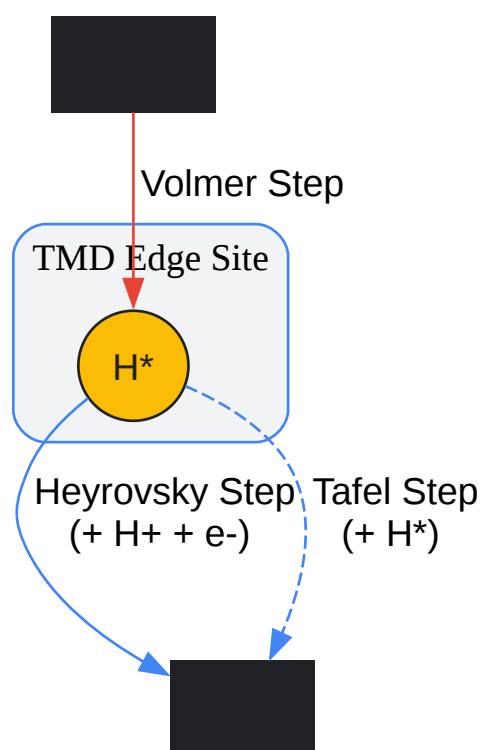 Volmer Step
TMD Edge Site
H*
Heyrovsky Step
(+ H+ + e-)
Tafel Step
(+ H*)